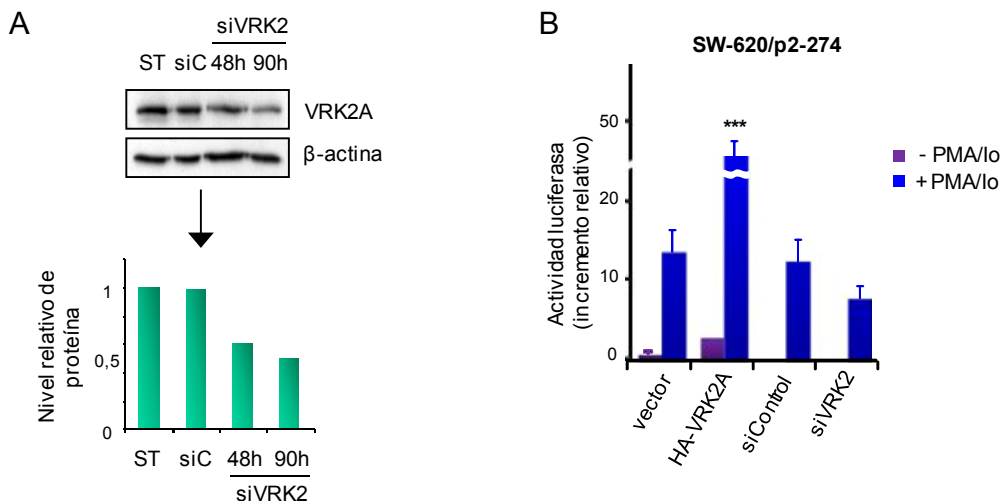 A
siVRK2
ST siC 48h 90h
VRK2A
β-actina
Nivel relativo de
proteína
1
0,5
0
ST siC 48h 90h
siVRK2
B
SW-620/p2-274
Actividad luciferasa
(incremento relativo)
50
20
10
0
***
- PMA/Io
+ PMA/Io
vector
HA-VRK2A
siControl
siVRK2